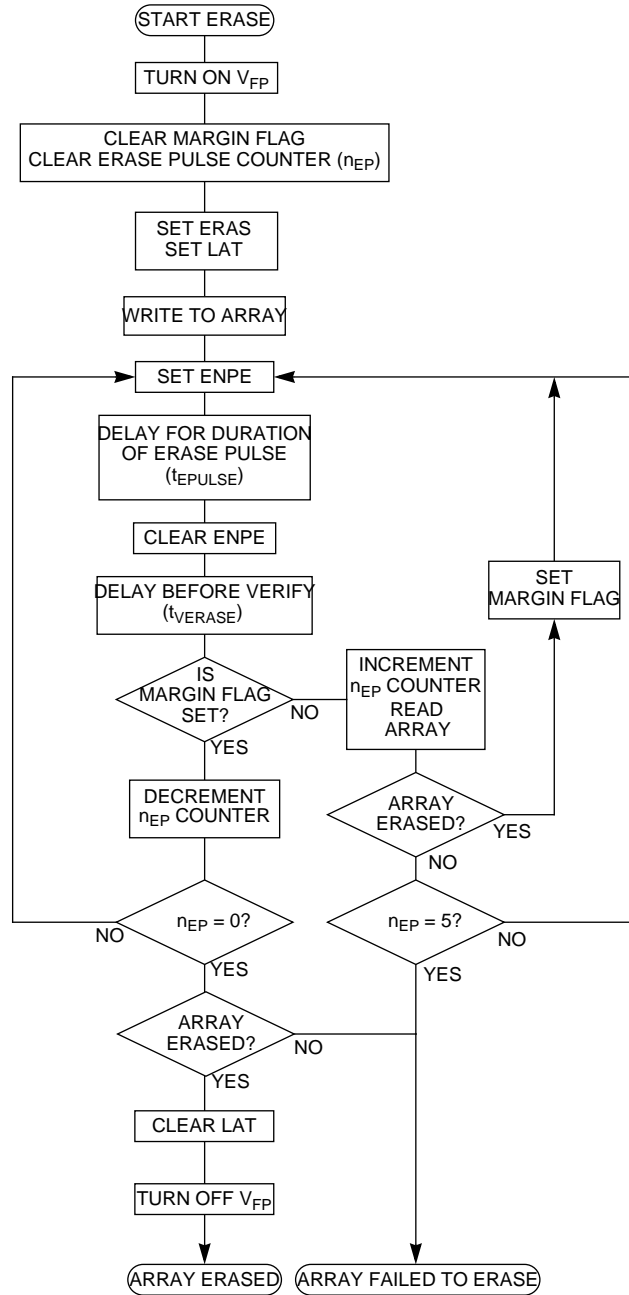 START ERASE
TURN ON VFP
CLEAR MARGIN FLAG
CLEAR ERASE PULSE COUNTER (nEP)
SET ERAS
SET LAT
WRITE TO ARRAY
SET ENPE
DELAY FOR DURATION
OF ERASE PULSE
(tEPULSE)
CLEAR ENPE
DELAY BEFORE VERIFY
(tVERASE)
SET
MARGIN FLAG
IS
MARGIN FLAG
SET?
NO
YES
INCREMENT
nEP COUNTER
READ
ARRAY
DECREMENT
nEP COUNTER
ARRAY
ERASED?
YES
NO
nEP = 0?
NO
YES
nEP = 5?
NO
YES
ARRAY
ERASED?
NO
YES
CLEAR LAT
TURN OFF VFP
ARRAY ERASED
ARRAY FAILED TO ERASE